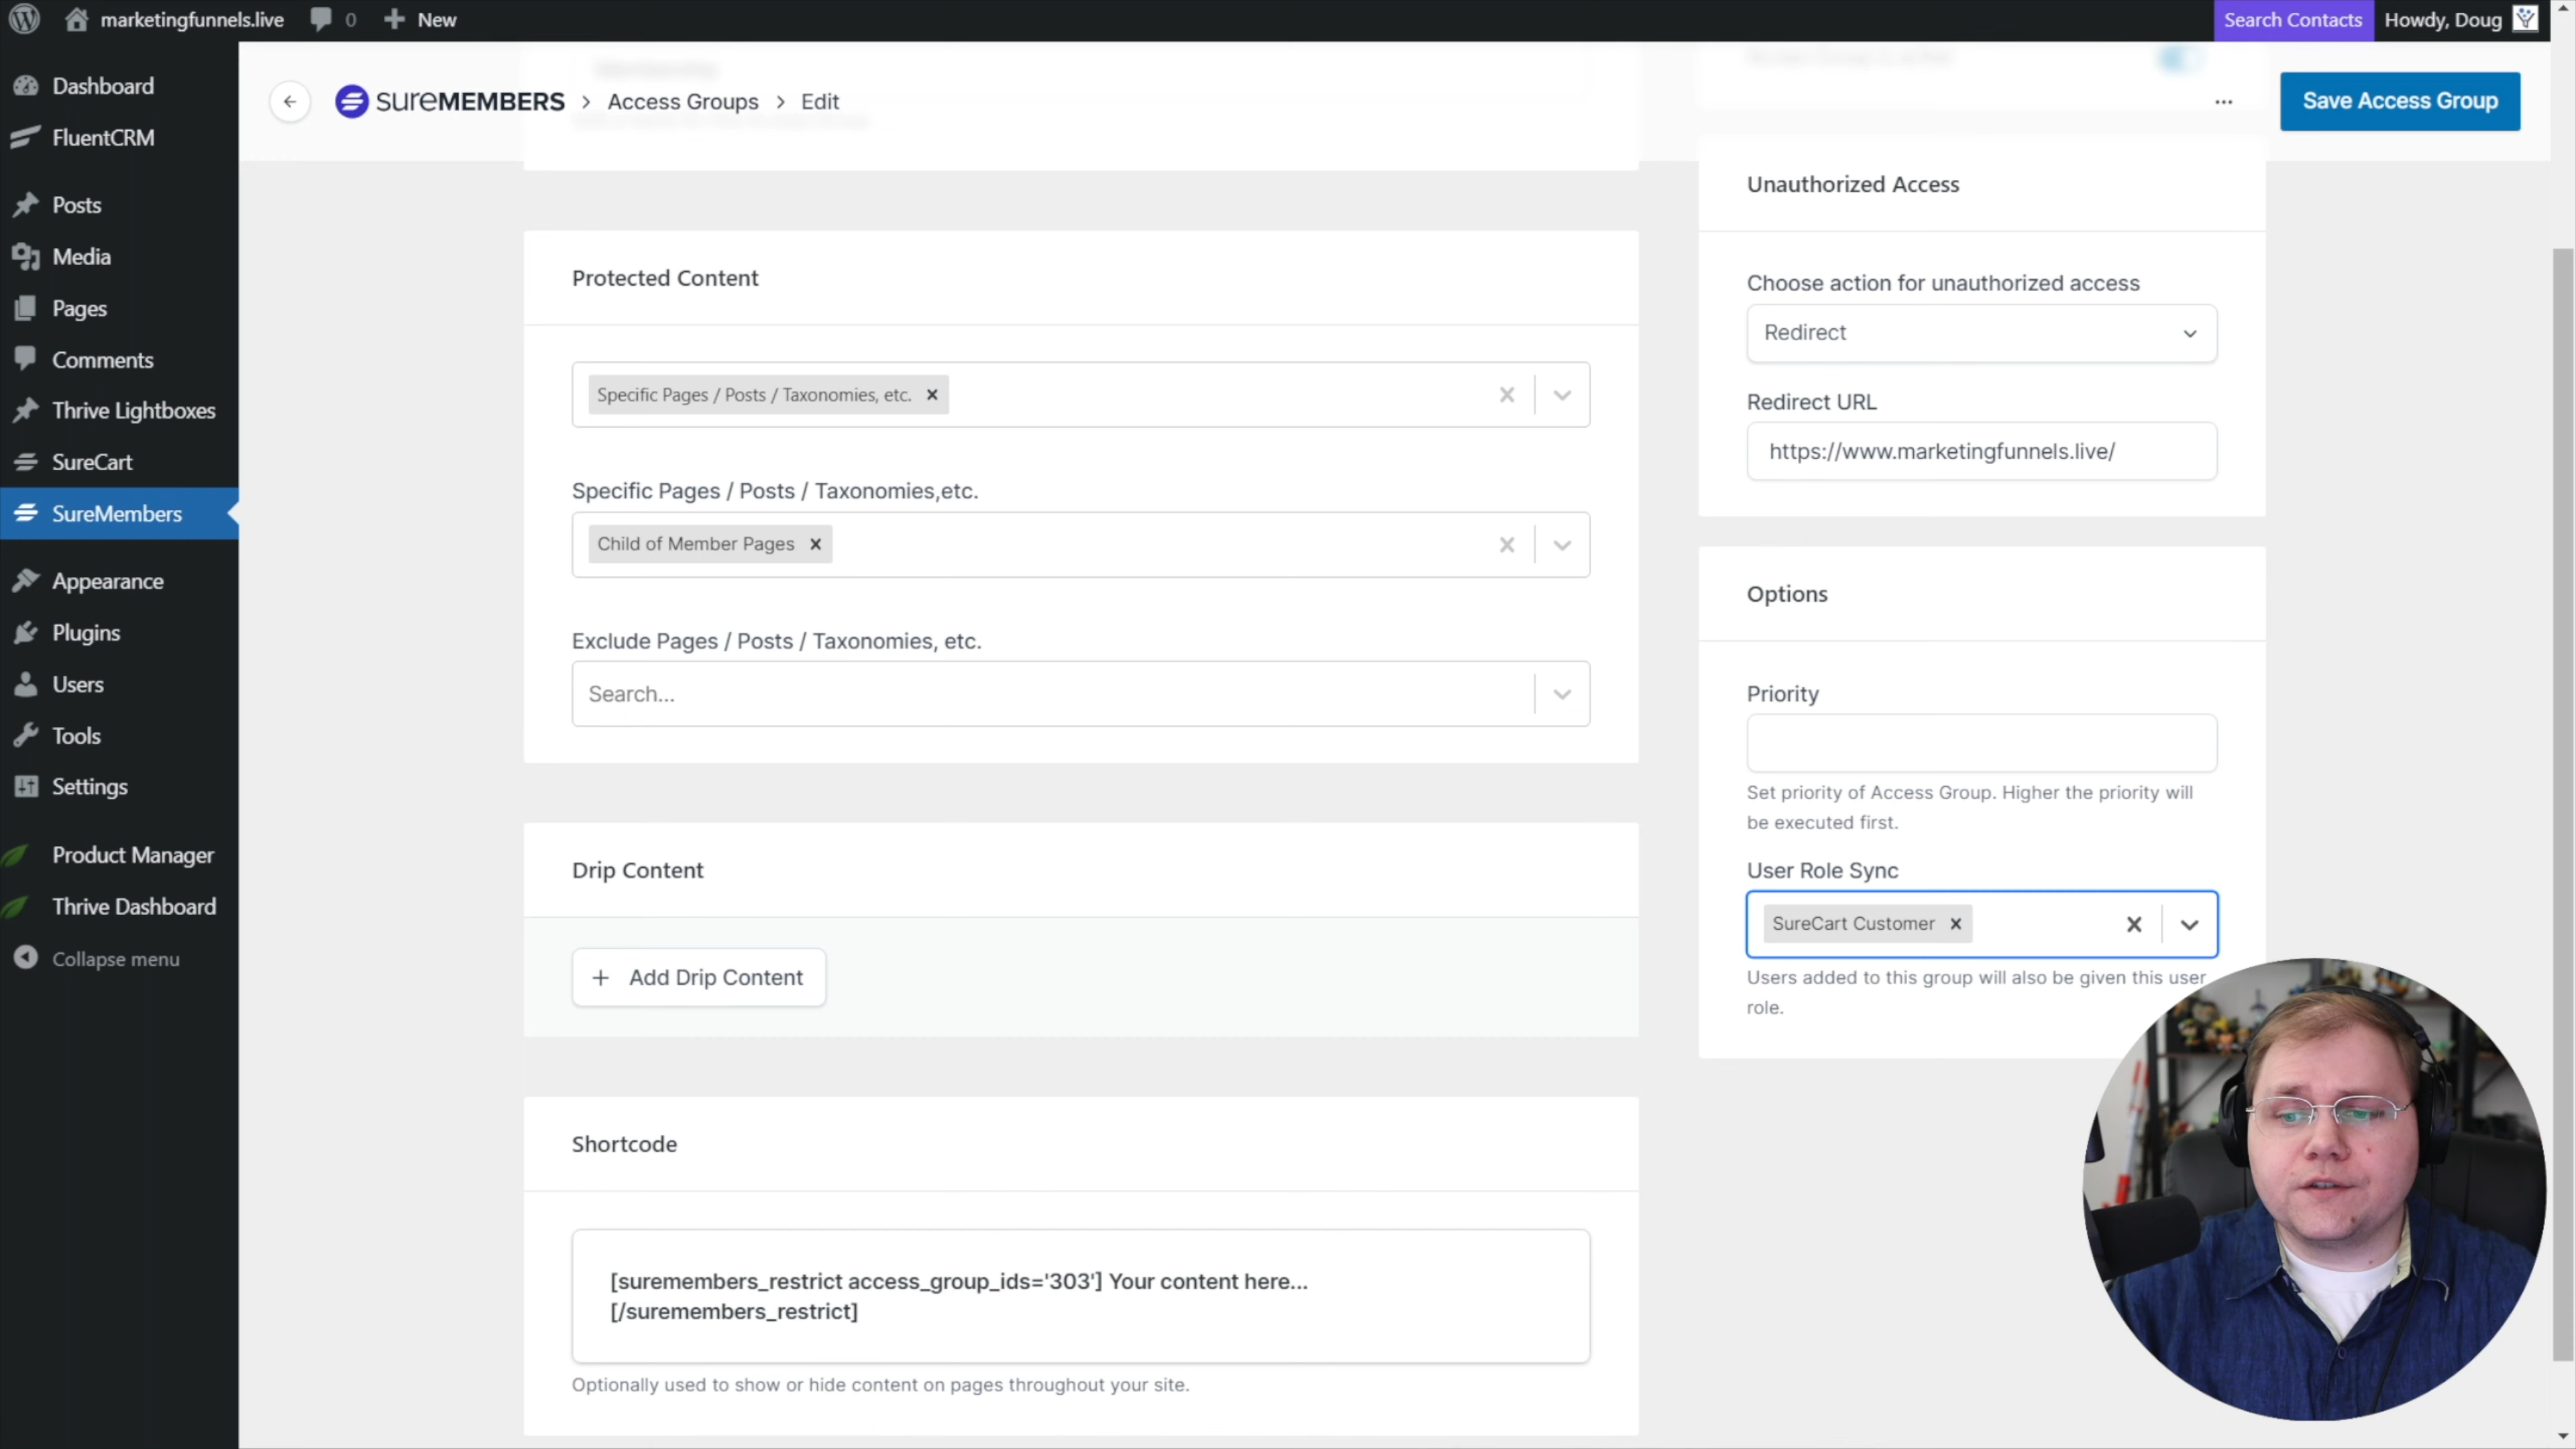 marketingfunnels.live
0
New
Search Contacts
Howdy, Doug
Dashboard
FluentCRM
Posts
Media
Pages
Comments
Thrive Lightboxes
SureCart
SureMembers
Appearance
Plugins
Users
Tools
Settings
Product Manager
Thrive Dashboard
Collapse menu
sureMEMBERS > Access Groups > Edit
...
Save Access Group
Protected Content
Specific Pages / Posts / Taxonomies, etc.
Specific Pages / Posts / Taxonomies,etc.
Child of Member Pages
Exclude Pages / Posts / Taxonomies, etc.
Search...
Drip Content
+ Add Drip Content
Shortcode
[suremembers_restrict access_group_ids='303'] Your content here...
[/suremembers_restrict]
Optionally used to show or hide content on pages throughout your site.
Unauthorized Access
Choose action for unauthorized access
Redirect
Redirect URL
https://www.marketingfunnels.live/
Options
Priority
Set priority of Access Group. Higher the priority will
be executed first.
User Role Sync
SureCart Customer
Users added to this group will also be given this user
role.